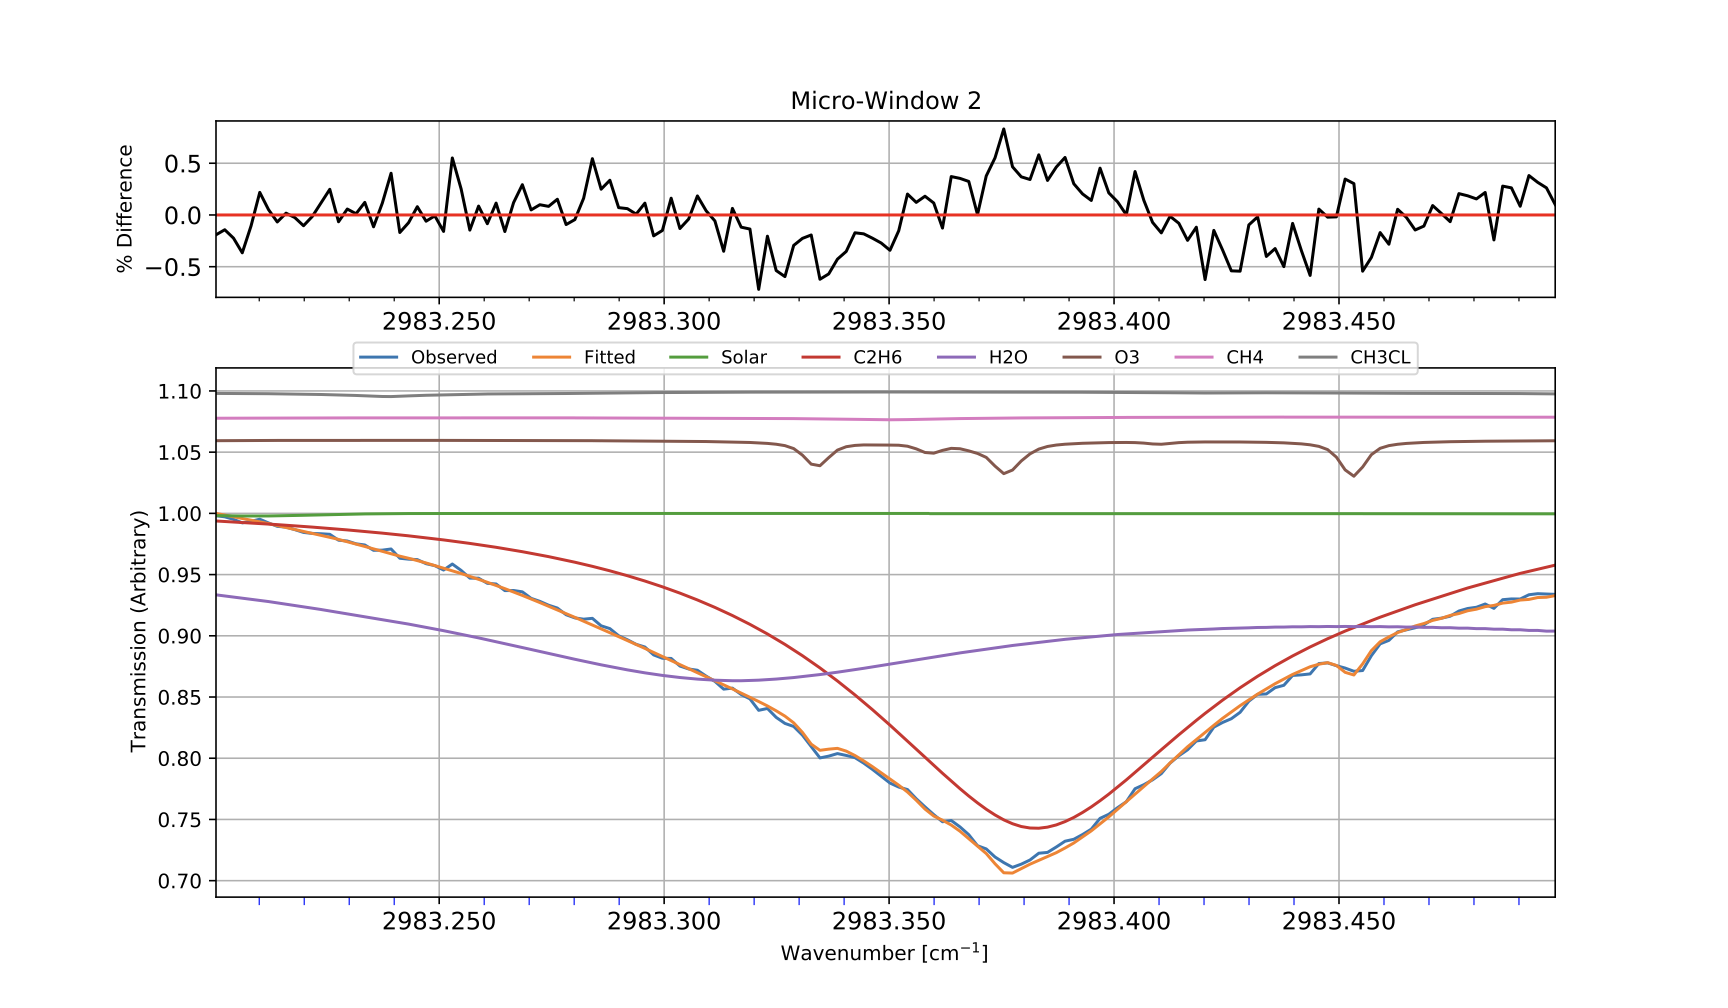 Micro-Window 2
% Difference
0.5
0.0
−0.5
2983.250 2983.300 2983.350 2983.400 2983.450
Observed Fitted Solar C2H6 H2O O3 CH4 CH3CL
Transmission (Arbitrary)
1.10
1.05
1.00
0.95
0.90
0.85
0.80
0.75
0.70
2983.250 2983.300 2983.350 2983.400 2983.450
Wavenumber [cm⁻¹]